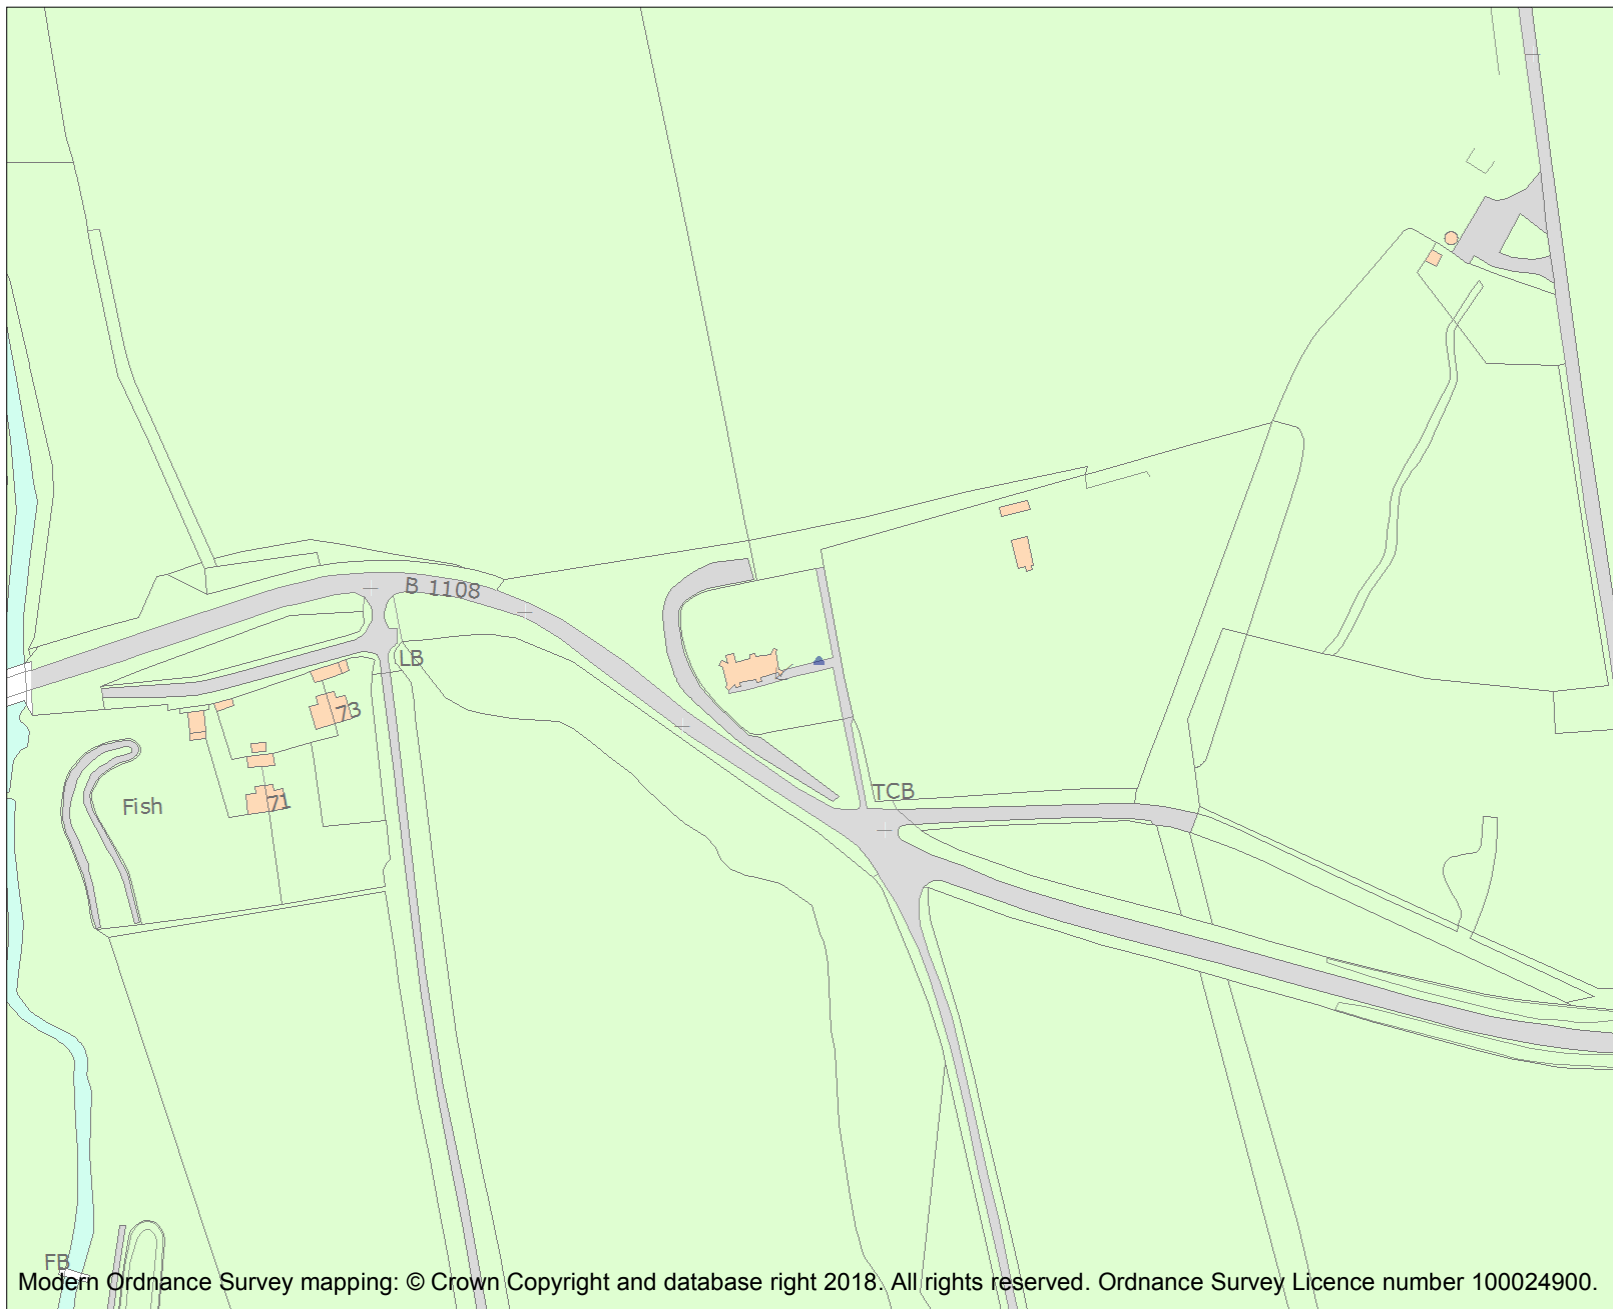 B 1108
LB
73
TCB
71
Fish
FB
Modern Ordnance Survey mapping: © Crown Copyright and database right 2018. All rights reserved. Ordnance Survey Licence number 100024900.